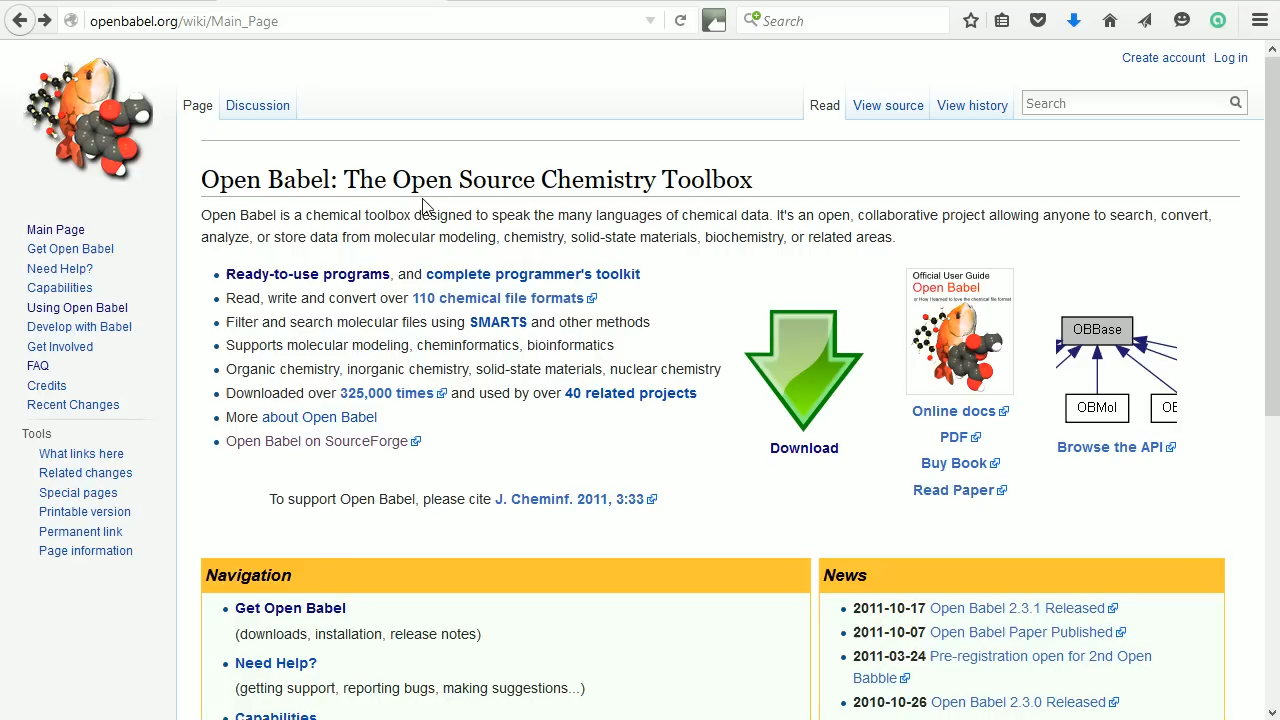 openbabel.org/wiki/Main_Page
Search
Create account Log in
Page Discussion Read View source View history Search
Open Babel: The Open Source Chemistry Toolbox
Open Babel is a chemical toolbox designed to speak the many languages of chemical data. It's an open, collaborative project allowing anyone to search, convert,
analyze, or store data from molecular modeling, chemistry, solid-state materials, biochemistry, or related areas.
Main Page
Get Open Babel
Need Help?
Capabilities
Using Open Babel
Develop with Babel
Get Involved
FAQ
Credits
Recent Changes
Tools
What links here
Related changes
Special pages
Printable version
Permanent link
Page information
Ready-to-use programs, and complete programmer's toolkit
Read, write and convert over 110 chemical file formats
Filter and search molecular files using SMARTS and other methods
Supports molecular modeling, cheminformatics, bioinformatics
Organic chemistry, inorganic chemistry, solid-state materials, nuclear chemistry
Downloaded over 325,000 times and used by over 40 related projects
More about Open Babel
Open Babel on SourceForge
To support Open Babel, please cite J. Cheminf. 2011, 3:33
Download
Official User Guide
Open Babel
or How I learned to love the chemical file format
Online docs
PDF
Buy Book
Read Paper
OBBase
OBMol
OB
Browse the API
Navigation
Get Open Babel
(downloads, installation, release notes)
Need Help?
(getting support, reporting bugs, making suggestions...)
Capabilities
News
2011-10-17 Open Babel 2.3.1 Released
2011-10-07 Open Babel Paper Published
2011-03-24 Pre-registration open for 2nd Open
Babble
2010-10-26 Open Babel 2.3.0 Released